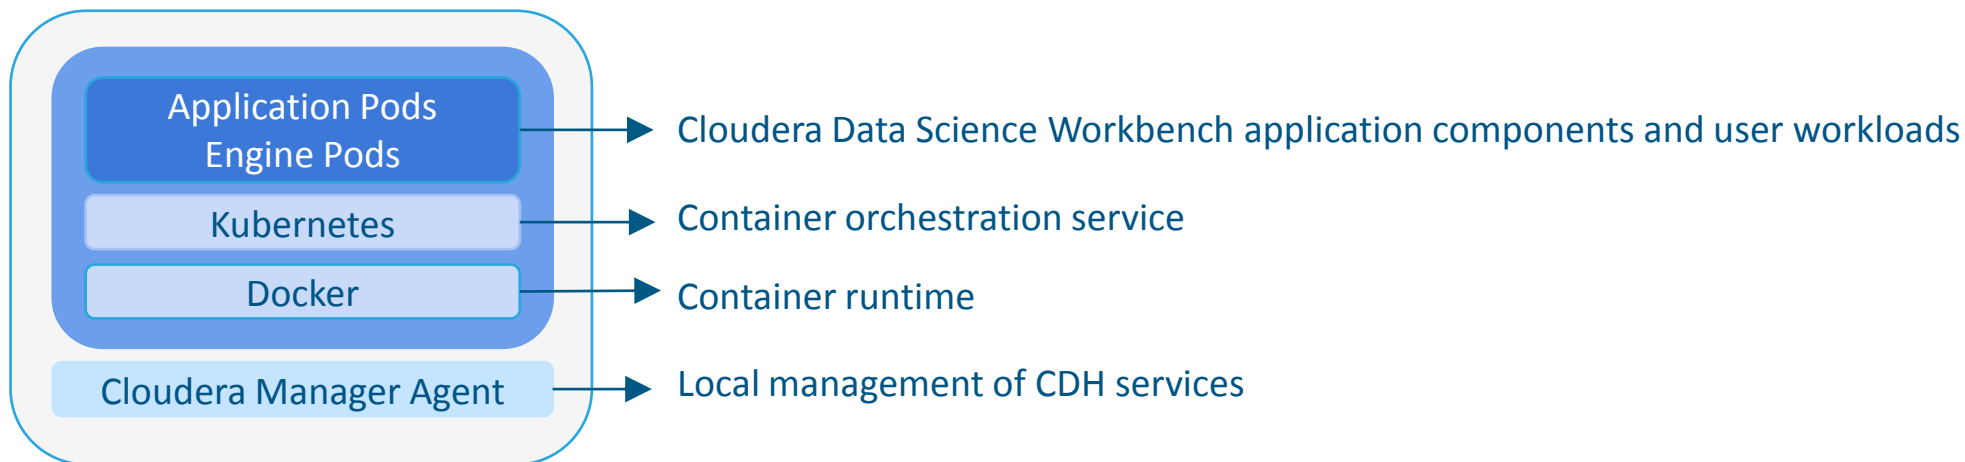 Application Pods
Engine Pods
Cloudera Data Science Workbench application components and user workloads
Kubernetes
Container orchestration service
Docker
Container runtime
Cloudera Manager Agent
Local management of CDH services